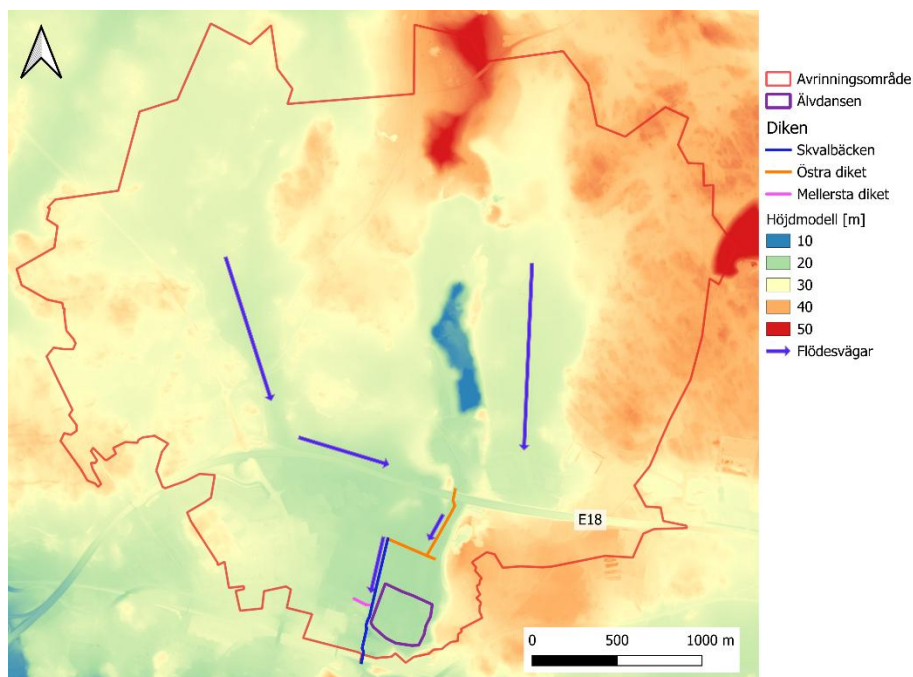 Avrinningsområde
Älvdansen
Diken
Skvalbäcken
Östra diket
Mellersta diket
Höjdmodell [m]
10
20
30
40
50
Flödesvägar
E18
0 500 1000 m